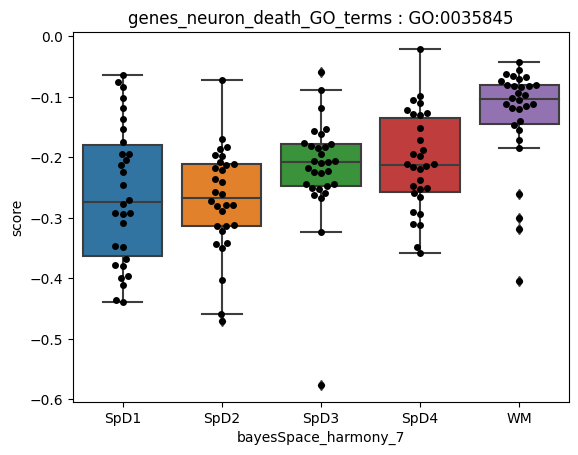 genes_neuron_death_GO_terms : GO:0035845
0.0
−0.1
−0.2
−0.3
−0.4
−0.5
−0.6
score
SpD1 SpD2 SpD3 SpD4 WM
bayesSpace_harmony_7